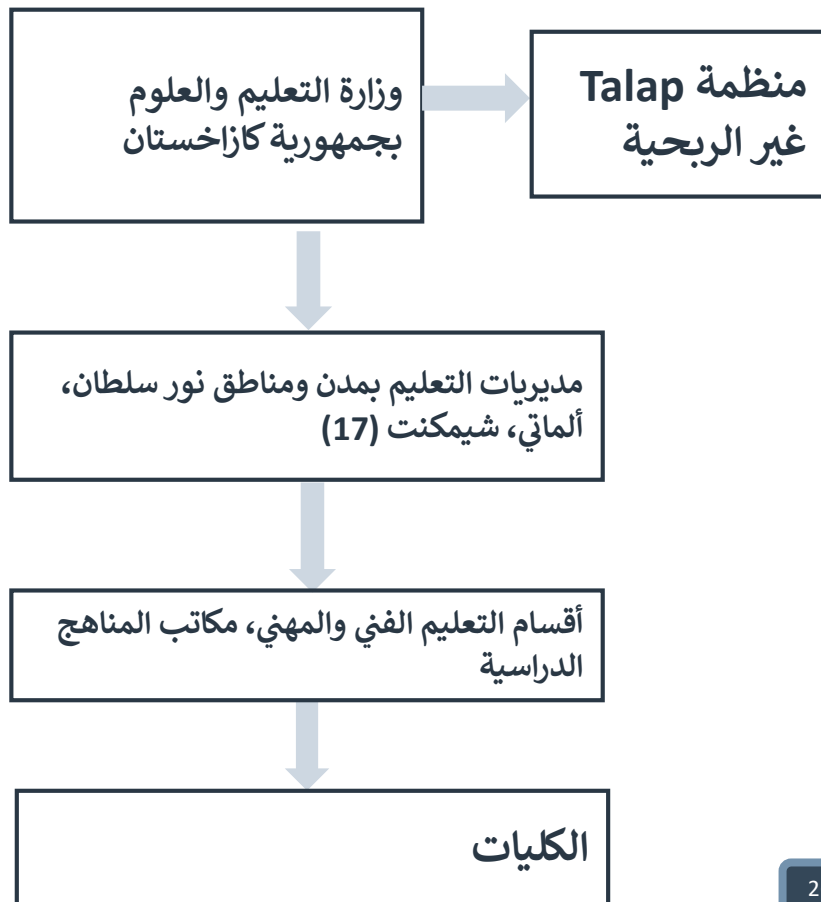 وزارة التعليم والعلوم
بجمهورية كازاخستان
منظمة Talap
غير الربحية
مديريات التعليم بمدن ومناطق نور سلطان،
ألماتي، شيمكنت (17)
أقسام التعليم الفني والمهني، مكاتب المناهج
الدراسية
الكليات
2